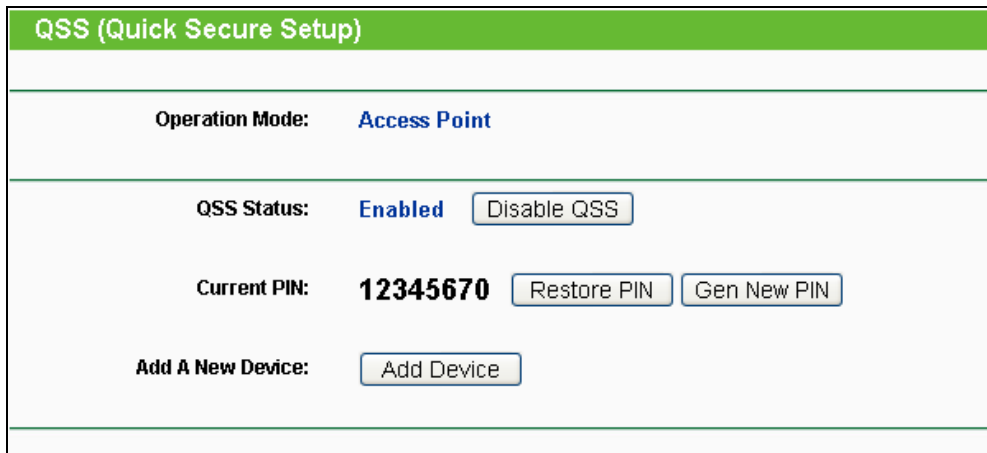 QSS (Quick Secure Setup)
Operation Mode: Access Point
QSS Status: Enabled Disable QSS
Current PIN: 12345670 Restore PIN Gen New PIN
Add A New Device: Add Device